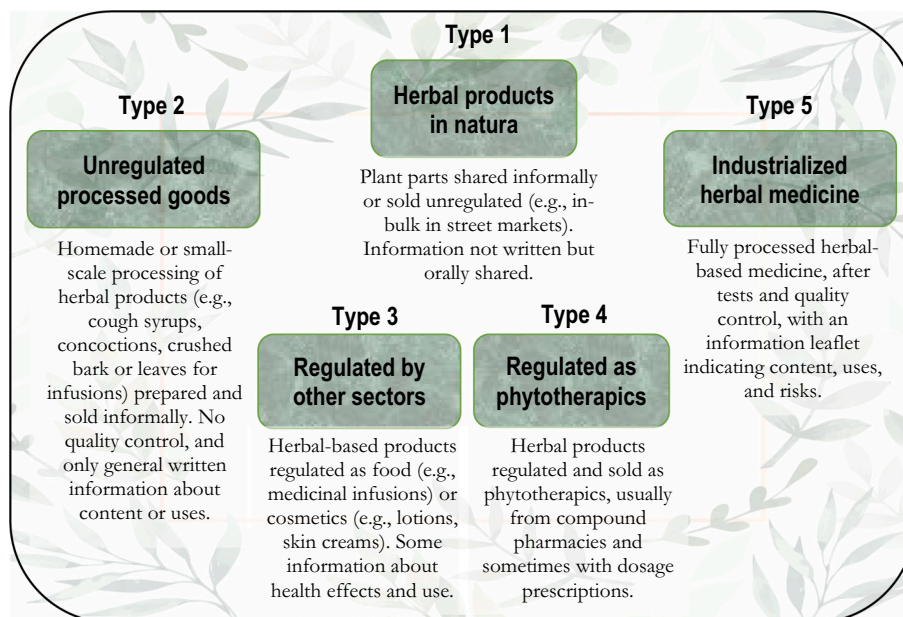 Type 1
Herbal products
in natura
Plant parts shared informally
or sold unregulated (e.g., in-
bulk in street markets).
Information not written but
orally shared.
Type 2
Unregulated
processed goods
Homemade or small-
scale processing of
herbal products (e.g.,
cough syrups,
concoctions, crushed
bark or leaves for
infusions) prepared and
sold informally. No
quality control, and
only general written
information about
content or uses.
Type 3
Regulated by
other sectors
Herbal-based products
regulated as food (e.g.,
medicinal infusions) or
cosmetics (e.g., lotions,
skin creams). Some
information about
health effects and use.
Type 4
Regulated as
phytotherapics
Herbal products
regulated and sold as
phytotherapics, usually
from compound
pharmacies and
sometimes with dosage
prescriptions.
Type 5
Industrialized
herbal medicine
Fully processed herbal-
based medicine, after
tests and quality
control, with an
information leaflet
indicating content, uses,
and risks.